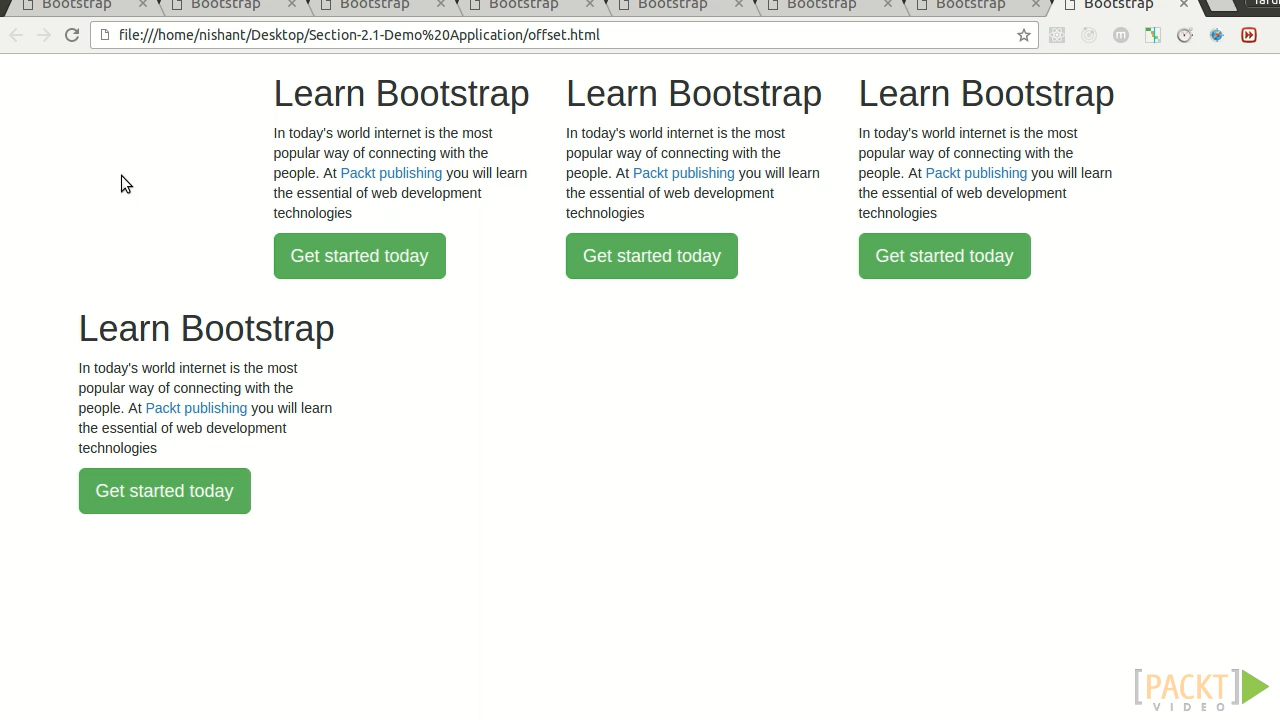 Bootstrap Bootstrap Bootstrap Bootstrap Bootstrap Bootstrap Bootstrap Bootstrap
file:///home/nishant/Desktop/Section-2.1-Demo%20Application/offset.html
Learn Bootstrap
In today's world internet is the most
popular way of connecting with the
people. At Packt publishing you will learn
the essential of web development
technologies
Get started today
Learn Bootstrap
In today's world internet is the most
popular way of connecting with the
people. At Packt publishing you will learn
the essential of web development
technologies
Get started today
Learn Bootstrap
In today's world internet is the most
popular way of connecting with the
people. At Packt publishing you will learn
the essential of web development
technologies
Get started today
Learn Bootstrap
In today's world internet is the most
popular way of connecting with the
people. At Packt publishing you will learn
the essential of web development
technologies
Get started today
[PACKT]
VIDEO